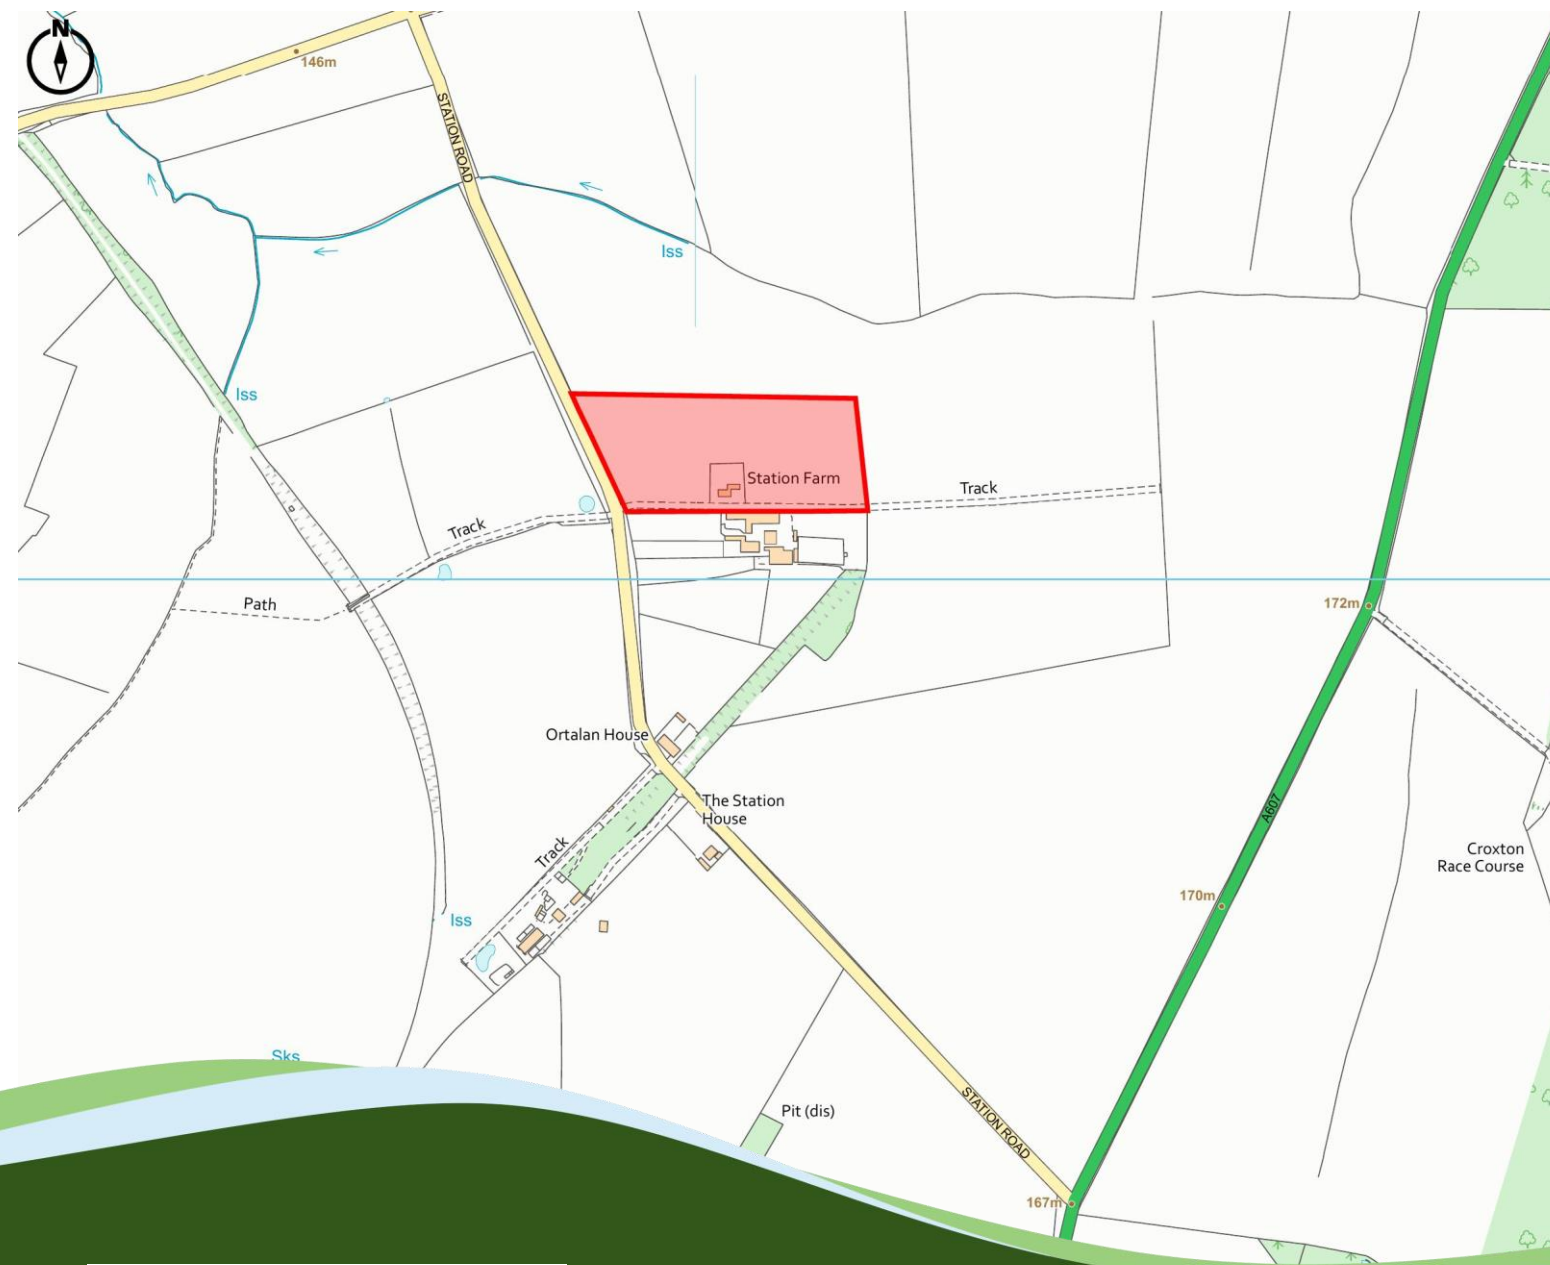 N
146m
STATION ROAD
Iss
Iss
Station Farm
Track
Track
Path
172m
Ortalan House
The Station
House
A607
Track
Croxton
Race Course
170m
Iss
Sks
STATION ROAD
Pit (dis)
167m